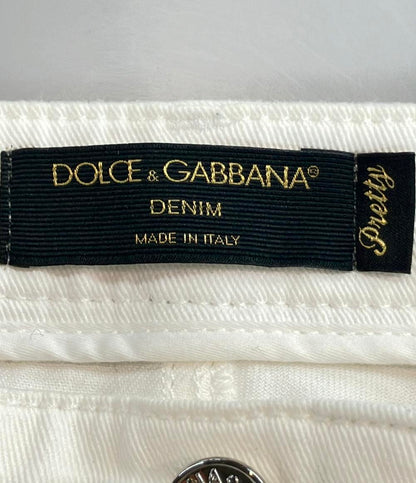 DOLCE & GABBANA®
DENIM
MADE IN ITALY
Pretty